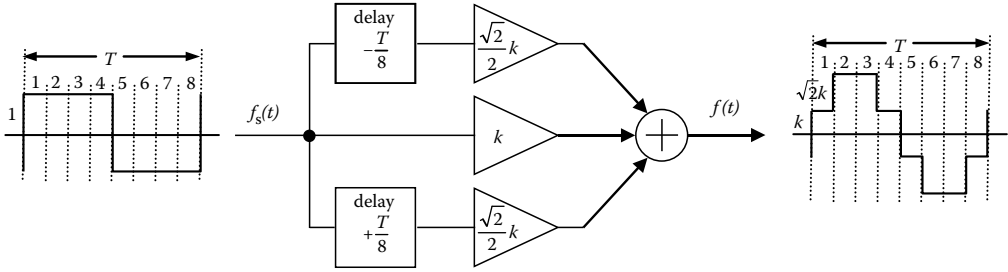 T
1 2 3 4 5 6 7 8
1
f_s(t)
delay
−T/8
√2/2 k
k
delay
+T/8
√2/2 k
+
f(t)
T
1 2 3 4 5 6 7 8
√2k
k